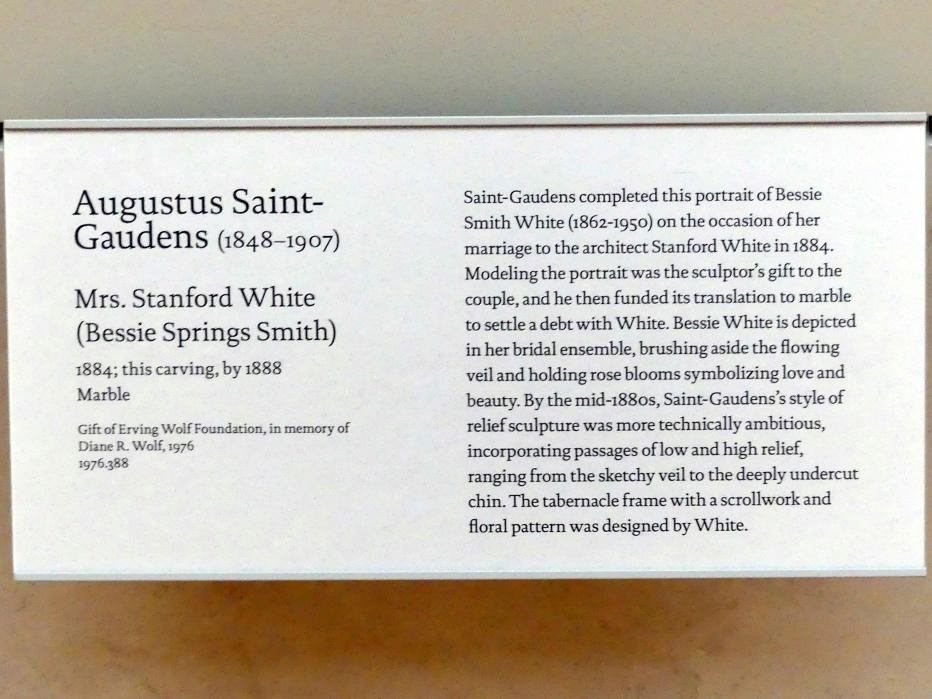 Augustus Saint-
Gaudens (1848–1907)
Mrs. Stanford White
(Bessie Springs Smith)
1884; this carving, by 1888
Marble
Gift of Erving Wolf Foundation, in memory of
Diane R. Wolf, 1976
1976.388
Saint-Gaudens completed this portrait of Bessie
Smith White (1862-1950) on the occasion of her
marriage to the architect Stanford White in 1884.
Modeling the portrait was the sculptor's gift to the
couple, and he then funded its translation to marble
to settle a debt with White. Bessie White is depicted
in her bridal ensemble, brushing aside the flowing
veil and holding rose blooms symbolizing love and
beauty. By the mid-1880s, Saint-Gaudens's style of
relief sculpture was more technically ambitious,
incorporating passages of low and high relief,
ranging from the sketchy veil to the deeply undercut
chin. The tabernacle frame with a scrollwork and
floral pattern was designed by White.